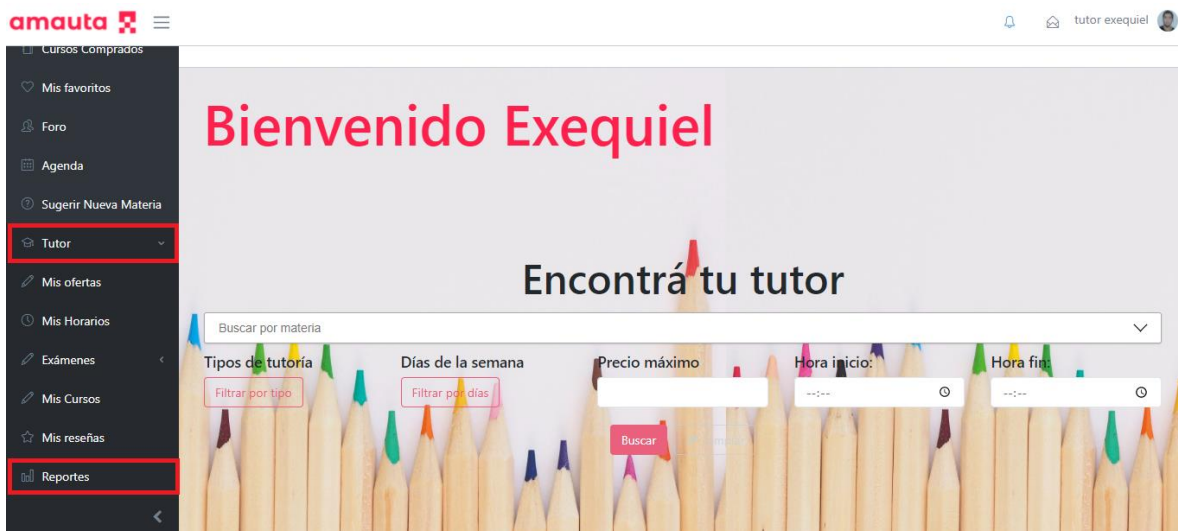 amauta
tutor exequiel
Cursos Comprados
Mis favoritos
Foro
Agenda
Sugerir Nueva Materia
Tutor
Mis ofertas
Mis Horarios
Exámenes
Mis Cursos
Mis reseñas
Reportes
Bienvenido Exequiel
Encontrá tu tutor
Buscar por materia
Tipos de tutoría
Días de la semana
Precio máximo
Hora inicio:
Hora fin:
Filtrar por tipo
Filtrar por días
--:--
--:--
Buscar